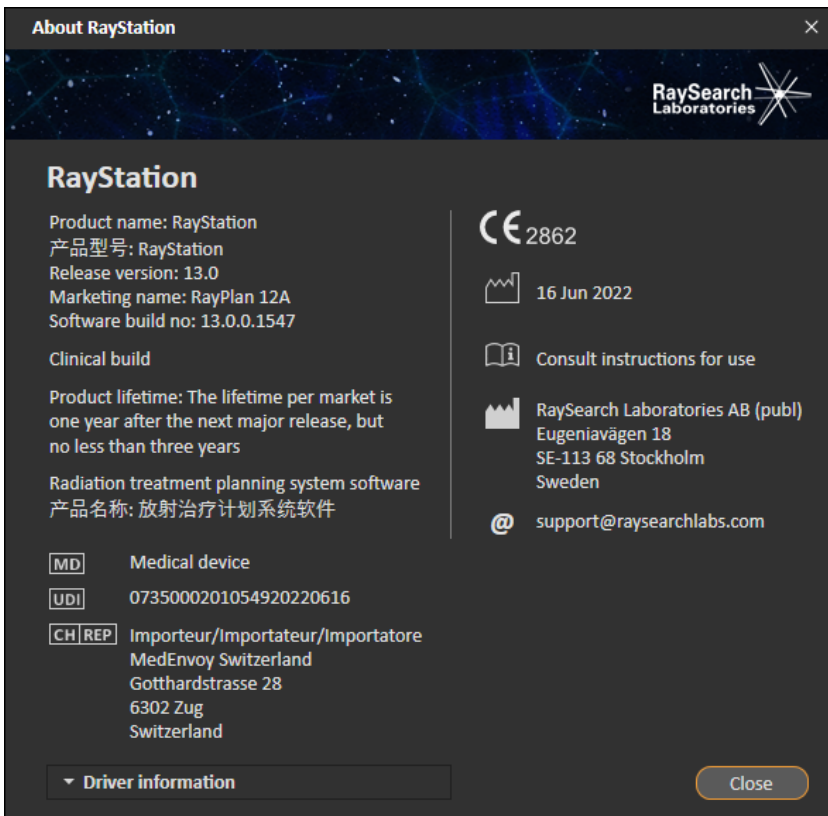 About RayStation
RaySearch
Laboratories
RayStation
Product name: RayStation
产品型号: RayStation
Release version: 13.0
Marketing name: RayPlan 12A
Software build no: 13.0.0.1547
Clinical build
Product lifetime: The lifetime per market is
one year after the next major release, but
no less than three years
Radiation treatment planning system software
产品名称: 放射治疗计划系统软件
MD Medical device
UDI 0735000201054920220616
CH REP Importeur/Importateur/Importatore
MedEnvoy Switzerland
Gotthardstrasse 28
6302 Zug
Switzerland
CE 2862
16 Jun 2022
i Consult instructions for use
RaySearch Laboratories AB (publ)
Eugeniavägen 18
SE-113 68 Stockholm
Sweden
@ support@raysearchlabs.com
Driver information
Close